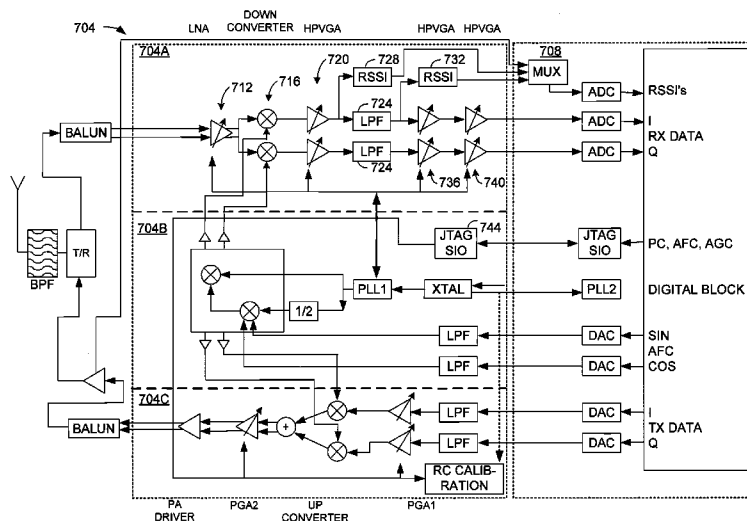 DOWN
CONVERTER
704
LNA
HPVGA
HPVGA
HPVGA
704A
720
728
732
708
712
716
RSSI
RSSI
MUX
ADC
RSSI's
BALUN
724
LPF
ADC
I
RX DATA
LPF
ADC
Q
724
736
740
704B
744
T/R
BPF
JTAG
SIO
JTAG
SIO
PC, AFC, AGC
PLL1
XTAL
PLL2
DIGITAL BLOCK
1/2
LPF
DAC
SIN
AFC
LPF
DAC
COS
704C
BALUN
+
LPF
DAC
I
TX DATA
LPF
DAC
Q
RC CALIB-
RATION
PA
DRIVER
PGA2
UP
CONVERTER
PGA1